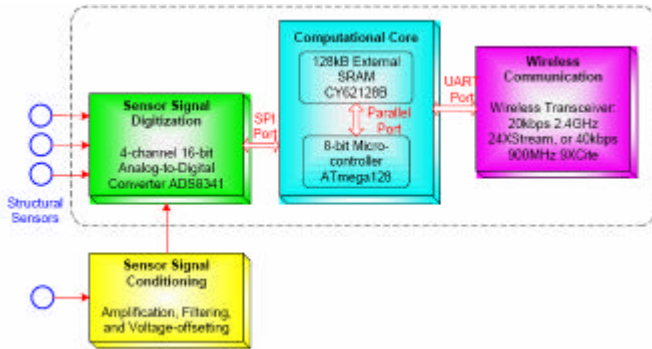 Computational Core
128kB External
SRAM
CY62128B
Parallel
Port
8-bit Micro-
controller
ATmega128
Sensor Signal
Digitization
4-channel 16-bit
Analog-to-Digital
Converter ADS8341
SPI
Port
UART
Port
Wireless
Communication
Wireless Transceiver:
20kbps 2.4GHz
24XStream, or 40kbps
900MHz 9XCite
Structural
Sensors
Sensor Signal
Conditioning
Amplification, Filtering,
and Voltage-offsetting